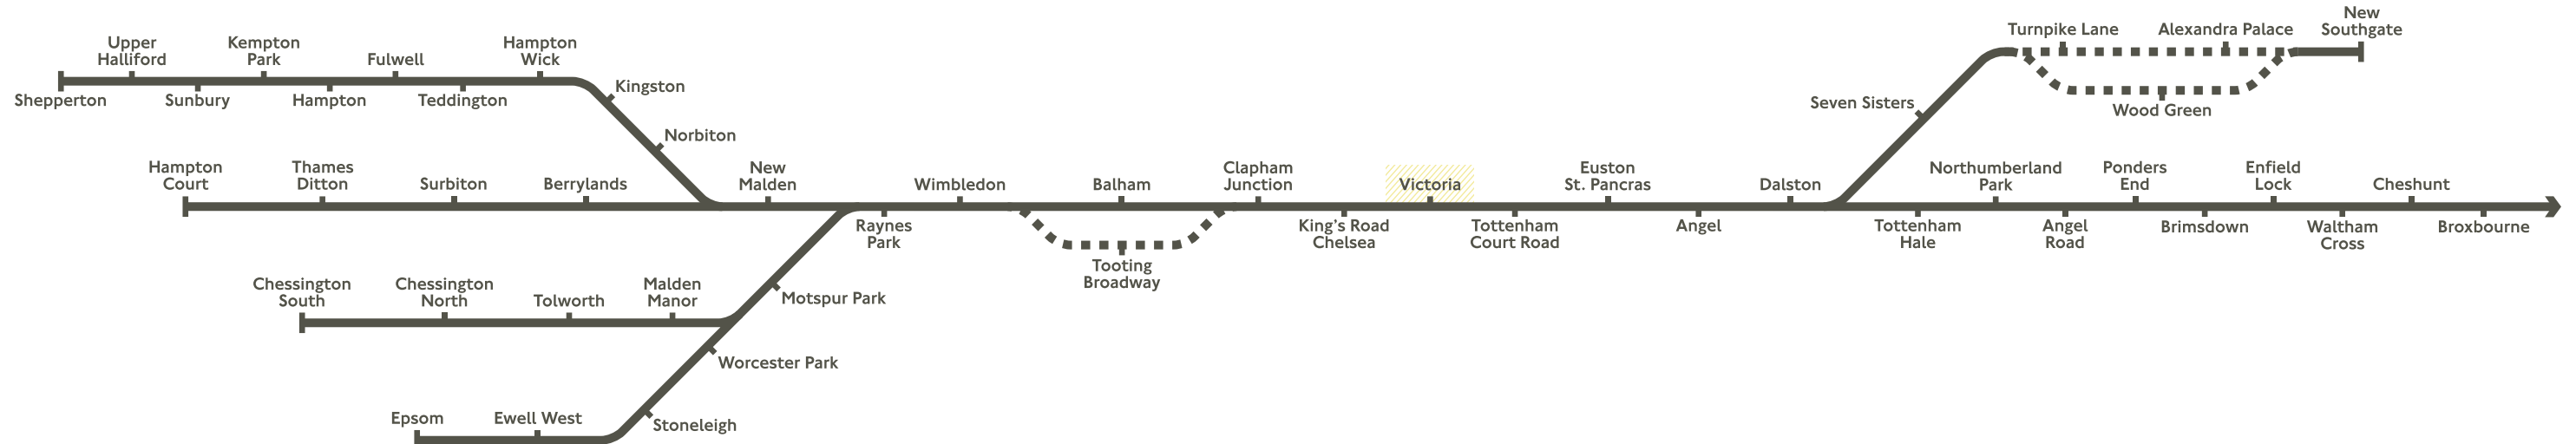 Shepperton
Upper
Halliford
Sunbury
Kempton
Park
Hampton
Fulwell
Teddington
Hampton
Wick
Kingston
Norbiton
Hampton
Court
Thames
Ditton
Surbiton
Berrylands
New
Malden
Chessington
South
Chessington
North
Tolworth
Malden
Manor
Motspur Park
Worcester Park
Stoneleigh
Epsom
Ewell West
Raynes
Park
Wimbledon
Balham
Tooting
Broadway
Clapham
Junction
King's Road
Chelsea
Victoria
Tottenham
Court Road
Euston
St. Pancras
Angel
Dalston
Seven Sisters
Turnpike Lane
Alexandra Palace
Wood Green
New
Southgate
Tottenham
Hale
Northumberland
Park
Angel
Road
Ponders
End
Brimsdown
Enfield
Lock
Waltham
Cross
Cheshunt
Broxbourne